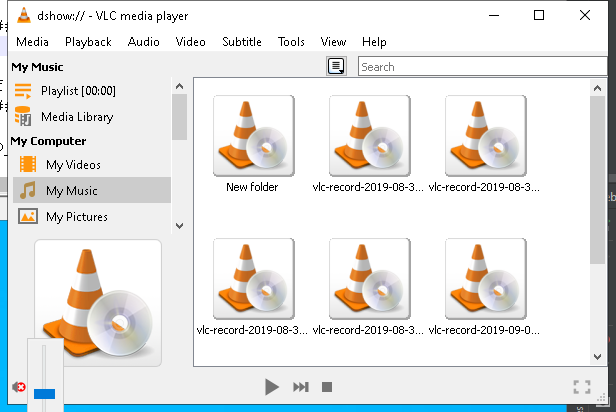 dshow:// - VLC media player
Media Playback Audio Video Subtitle Tools View Help
My Music
Search
Playlist [00:00]
Media Library
My Computer
My Videos
My Music
My Pictures
New folder
vlc-record-2019-08-3...
vlc-record-2019-08-3...
vlc-record-2019-08-3...
vlc-record-2019-08-3...
vlc-record-2019-09-0...